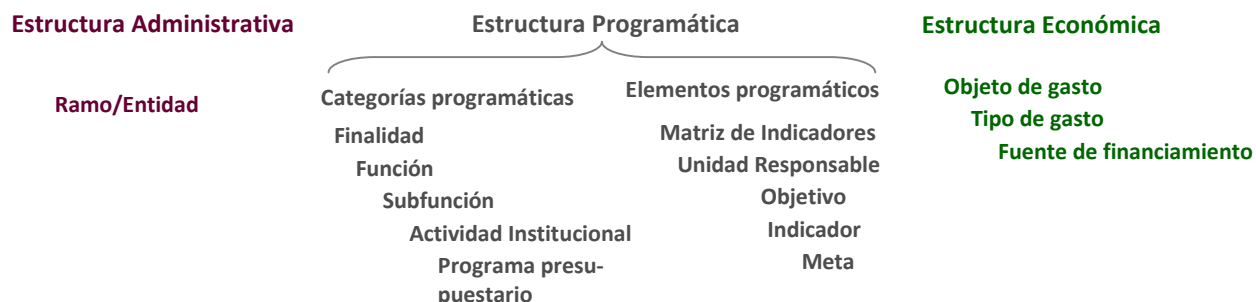 Estructura Administrativa
Ramo/Entidad
Estructura Programática
Categorías programáticas
Finalidad
Función
Subfunción
Actividad Institucional
Programa presu-
puestario
Elementos programáticos
Matriz de Indicadores
Unidad Responsable
Objetivo
Indicador
Meta
Estructura Económica
Objeto de gasto
Tipo de gasto
Fuente de financiamiento